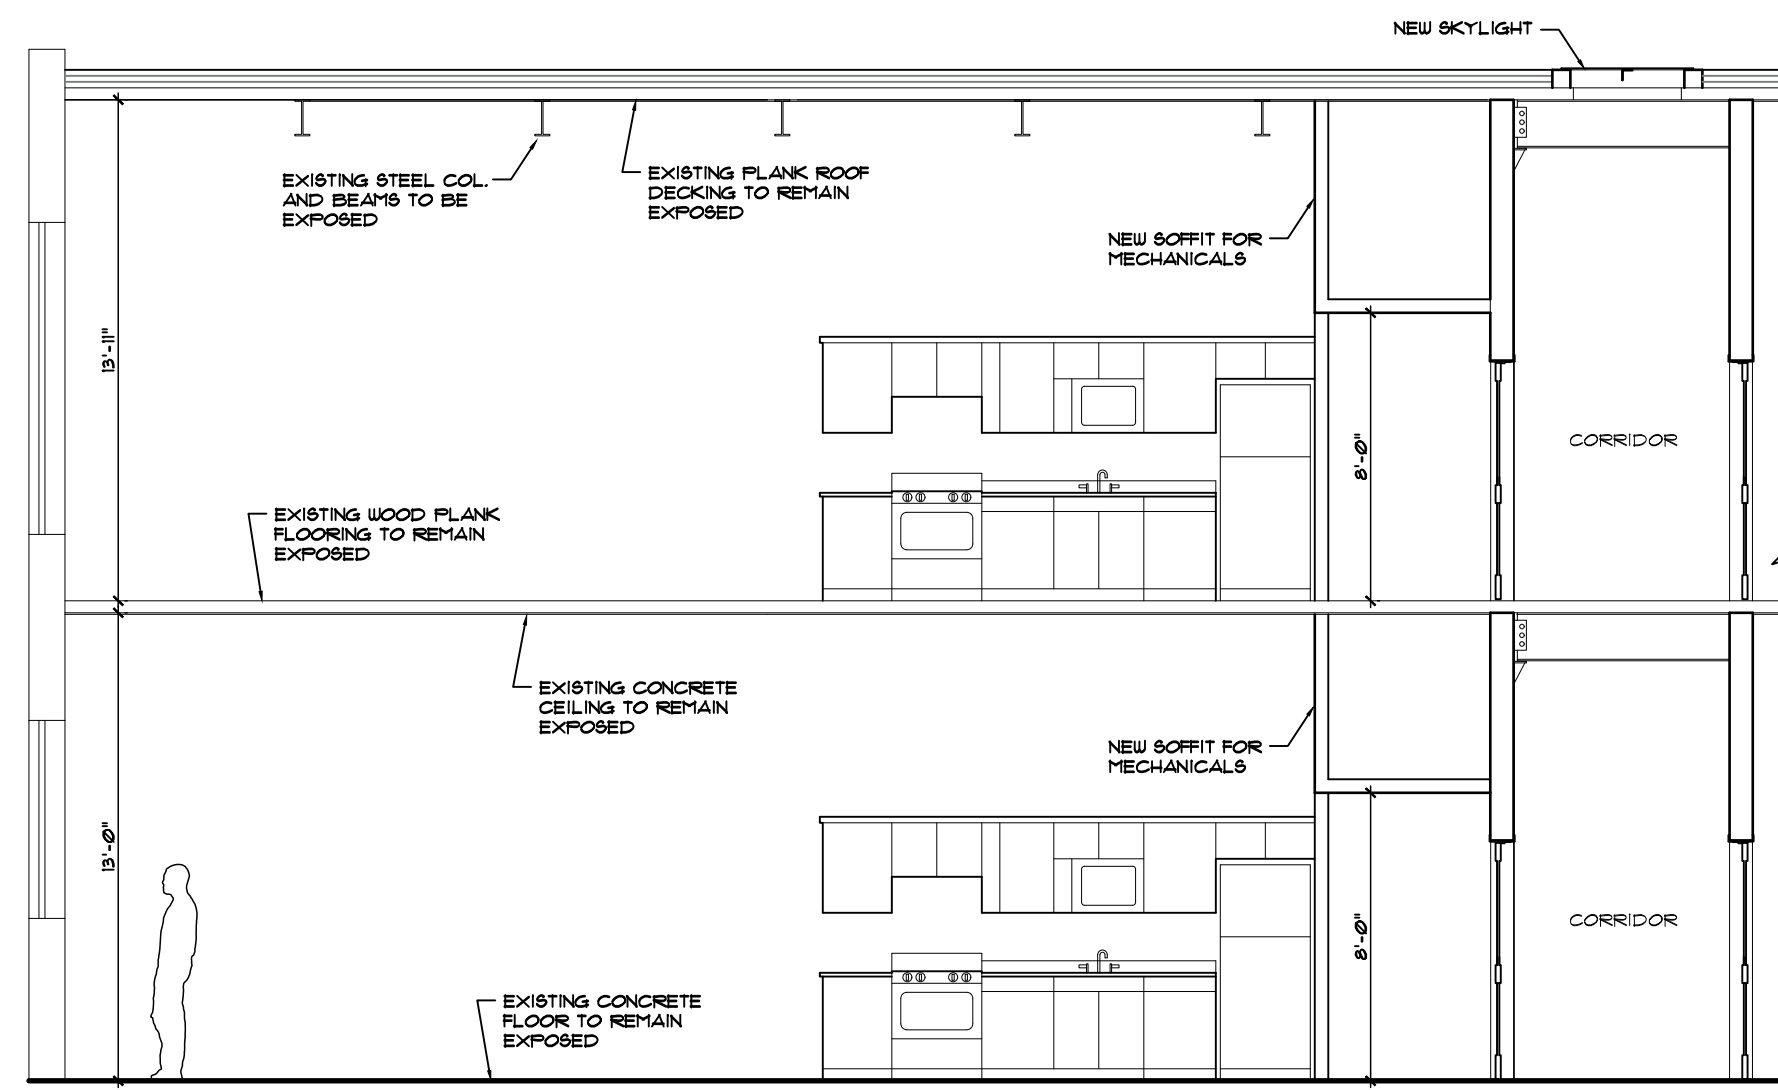 NEW SKYLIGHT
EXISTING STEEL COL.
AND BEAMS TO BE
EXPOSED
EXISTING PLANK ROOF
DECKING TO REMAIN
EXPOSED
NEW SOFFIT FOR
MECHANICALS
13'-11"
8'-0"
CORRIDOR
EXISTING WOOD PLANK
FLOORING TO REMAIN
EXPOSED
EXISTING CONCRETE
CEILING TO REMAIN
EXPOSED
NEW SOFFIT FOR
MECHANICALS
13'-0"
8'-0"
CORRIDOR
EXISTING CONCRETE
FLOOR TO REMAIN
EXPOSED